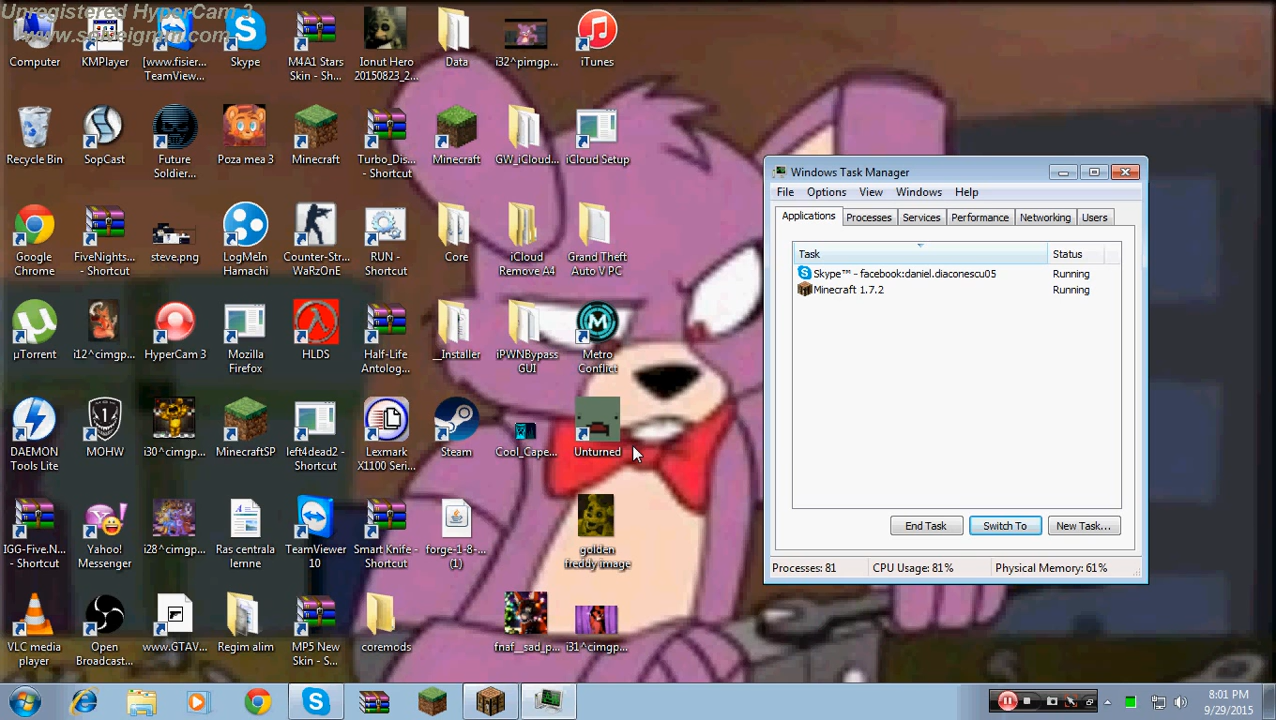 Unregistered HyperCam 3
www.solveigmm.com
Computer
KMPlayer
[www.fisier...
TeamView...
Skype
M4A1 Stars
Skin - Sh...
Ionut Hero
20150823_2...
Data
i32^pimgp...
iTunes
Recycle Bin
SopCast
Future
Soldier...
Poza mea 3
Minecraft
Turbo_Dis...
- Shortcut
Minecraft
GW_iCloud...
iCloud Setup
Google
Chrome
FiveNights...
- Shortcut
steve.png
LogMeIn
Hamachi
Counter-Str...
WaRzOnE
RUN -
Shortcut
Core
iCloud
Remove A4
Grand Theft
Auto V PC
µTorrent
i12^cimgp...
HyperCam 3
Mozilla
Firefox
HLDS
Half-Life
Antolog...
__Installer
iPWNBypass
GUI
Metro
Conflict
DAEMON
Tools Lite
MOHW
i30^cimgp...
MinecraftSP
left4dead2 -
Shortcut
Lexmark
X1100 Seri...
Steam
Cool_Cape...
Unturned
IGG-Five.N...
- Shortcut
Yahoo!
Messenger
i28^cimgp...
Ras centrala
lemne
TeamViewer
10
Smart Knife -
Shortcut
forge-1-8-...
(1)
golden
freddy image
VLC media
player
Open
Broadcast...
www.GTAV...
Regim alim
MP5 New
Skin - S...
coremods
fnaf__sad_p...
i31^cimgp...
Windows Task Manager
File Options View Windows Help
Applications Processes Services Performance Networking Users
Task Status
Skype™ - facebook:daniel.diaconescu05 Running
Minecraft 1.7.2 Running
End Task Switch To New Task...
Processes: 81 CPU Usage: 81% Physical Memory: 61%
8:01 PM
9/29/2015